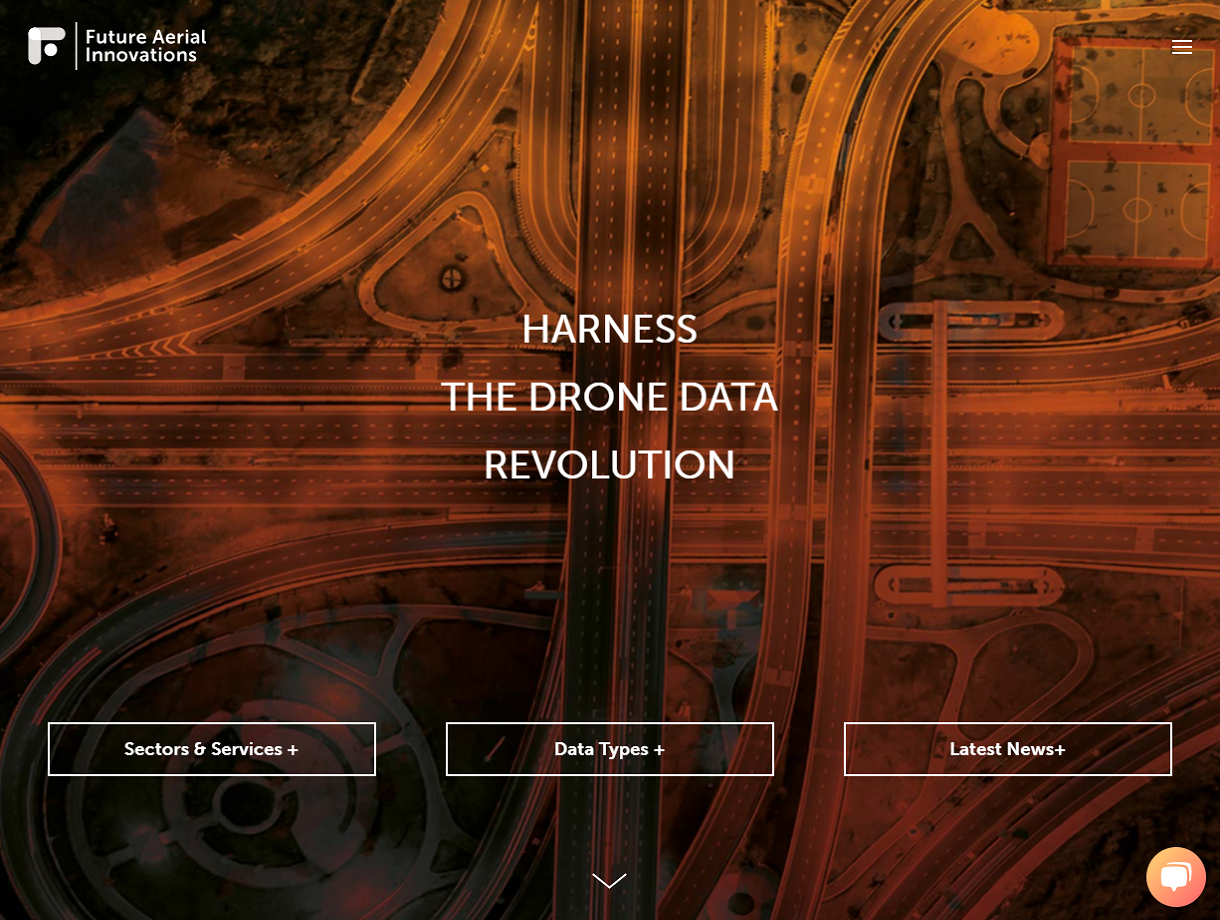 Future Aerial
Innovations
HARNESS
THE DRONE DATA
REVOLUTION
Sectors & Services +
Data Types +
Latest News+